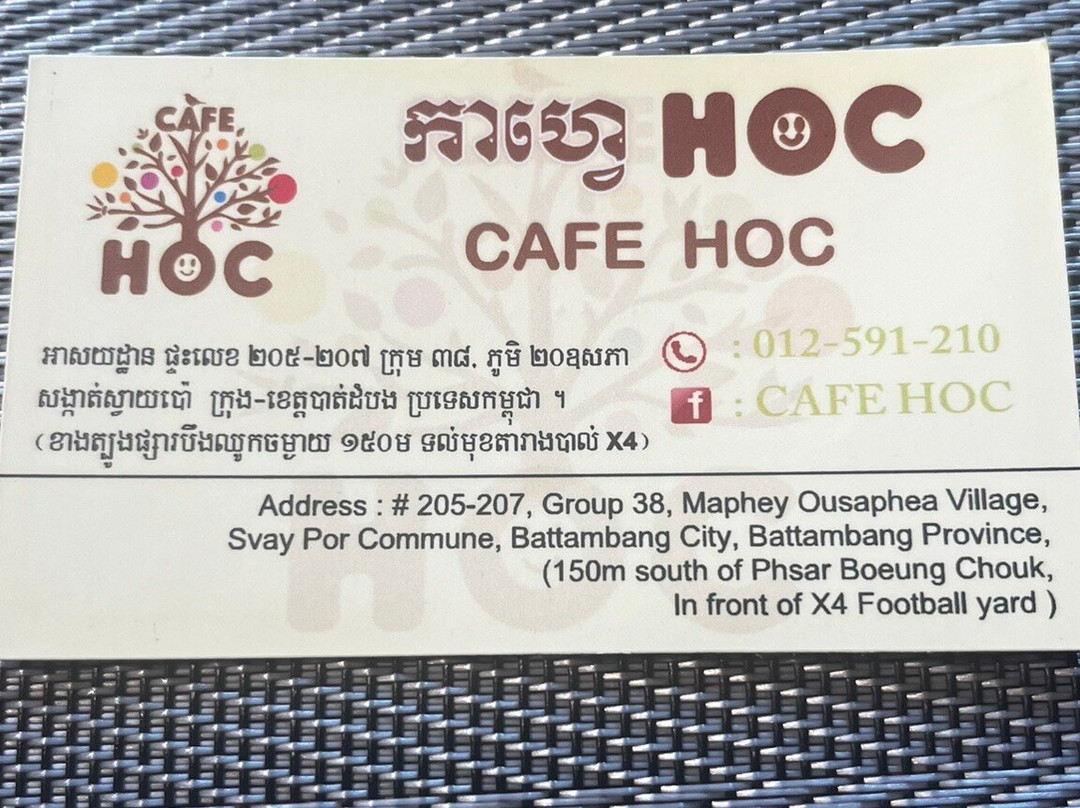 CAFE
HOC
កាហ្វេ HOC
CAFE HOC
អាសយដ្ឋាន ផ្ទះលេខ ២០៥-២០៧ ក្រុម ៣៨. ភូមិ ២០ឧសភា
សង្កាត់ស្វាយប៉ោ ក្រុង-ខេត្តបាត់ដំបង ប្រទេសកម្ពុជា ។
(ខាងត្បូងផ្សារបឹងឈូកចម្ងាយ ១៥០ម ទល់មុខតារាងបាល់ X4)
: 012-591-210
f : CAFE HOC
Address : # 205-207, Group 38, Maphey Ousaphea Village,
Svay Por Commune, Battambang City, Battambang Province,
(150m south of Phsar Boeung Chouk,
In front of X4 Football yard )